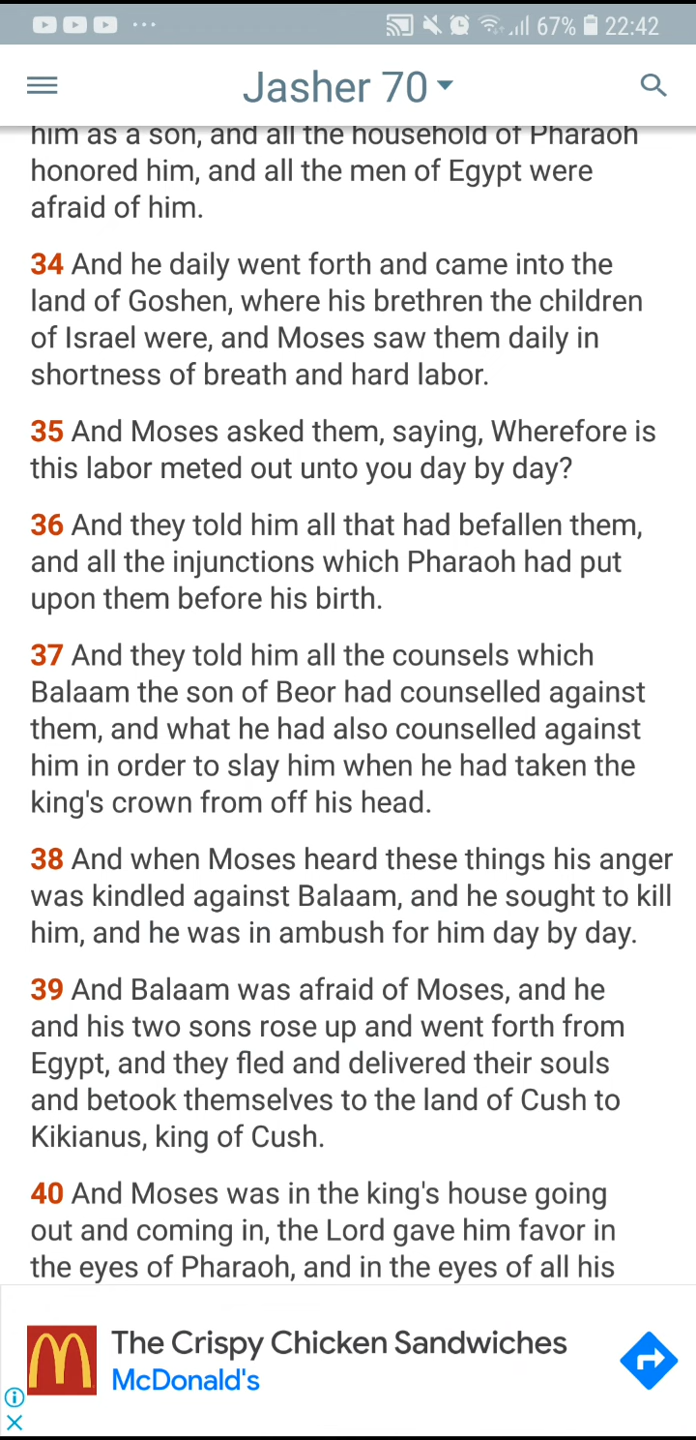 67% 22:42
Jasher 70
him as a son, and all the household of Pharaoh
honored him, and all the men of Egypt were
afraid of him.
34 And he daily went forth and came into the
land of Goshen, where his brethren the children
of Israel were, and Moses saw them daily in
shortness of breath and hard labor.
35 And Moses asked them, saying, Wherefore is
this labor meted out unto you day by day?
36 And they told him all that had befallen them,
and all the injunctions which Pharaoh had put
upon them before his birth.
37 And they told him all the counsels which
Balaam the son of Beor had counselled against
them, and what he had also counselled against
him in order to slay him when he had taken the
king's crown from off his head.
38 And when Moses heard these things his anger
was kindled against Balaam, and he sought to kill
him, and he was in ambush for him day by day.
39 And Balaam was afraid of Moses, and he
and his two sons rose up and went forth from
Egypt, and they fled and delivered their souls
and betook themselves to the land of Cush to
Kikianus, king of Cush.
40 And Moses was in the king's house going
out and coming in, the Lord gave him favor in
the eyes of Pharaoh, and in the eyes of all his
The Crispy Chicken Sandwiches
McDonald's